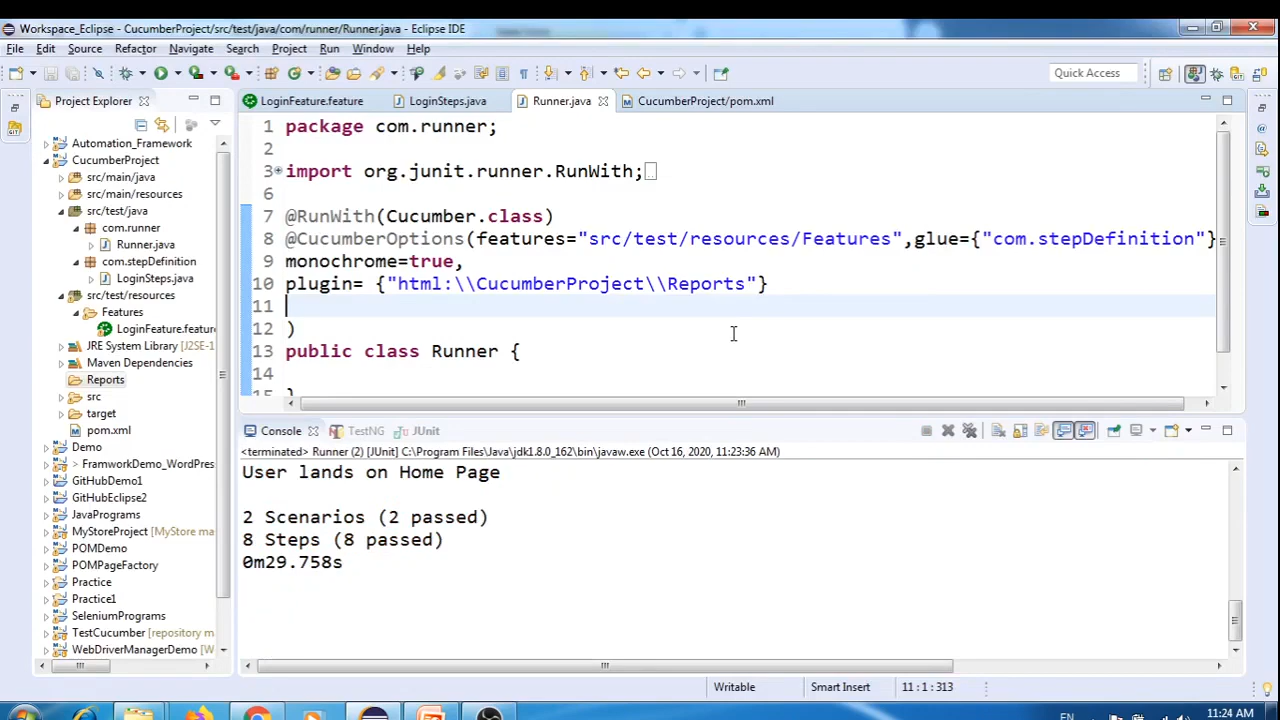 Workspace_Eclipse - CucumberProject/src/test/java/com/runner/Runner.java - Eclipse IDE
File Edit Source Refactor Navigate Search Project Run Window Help
Quick Access
Project Explorer
LoginFeature.feature LoginSteps.java Runner.java CucumberProject/pom.xml
Automation_Framework
CucumberProject
src/main/java
src/main/resources
src/test/java
com.runner
Runner.java
com.stepDefinition
LoginSteps.java
src/test/resources
Features
LoginFeature.feature
JRE System Library [J2SE-1
Maven Dependencies
Reports
src
target
pom.xml
Demo
> FramworkDemo_WordPres
GitHubDemo1
GitHubEclipse2
JavaPrograms
MyStoreProject [MyStore ma
POMDemo
POMPageFactory
Practice
Practice1
SeleniumPrograms
TestCucumber [repository m
WebDriverManagerDemo [W
1 package com.runner;
2
3 import org.junit.runner.RunWith;
6
7 @RunWith(Cucumber.class)
8 @CucumberOptions(features="src/test/resources/Features",glue={"com.stepDefinition"}
9 monochrome=true,
10 plugin= {"html:\\CucumberProject\\Reports"}
11
12 )
13 public class Runner {
14
15 }
Console TestNG JUnit
<terminated> Runner (2) [JUnit] C:\Program Files\Java\jdk1.8.0_162\bin\javaw.exe (Oct 16, 2020, 11:23:36 AM)
User lands on Home Page
2 Scenarios (2 passed)
8 Steps (8 passed)
0m29.758s
Writable Smart Insert 11 : 1 : 313
EN 11:24 AM